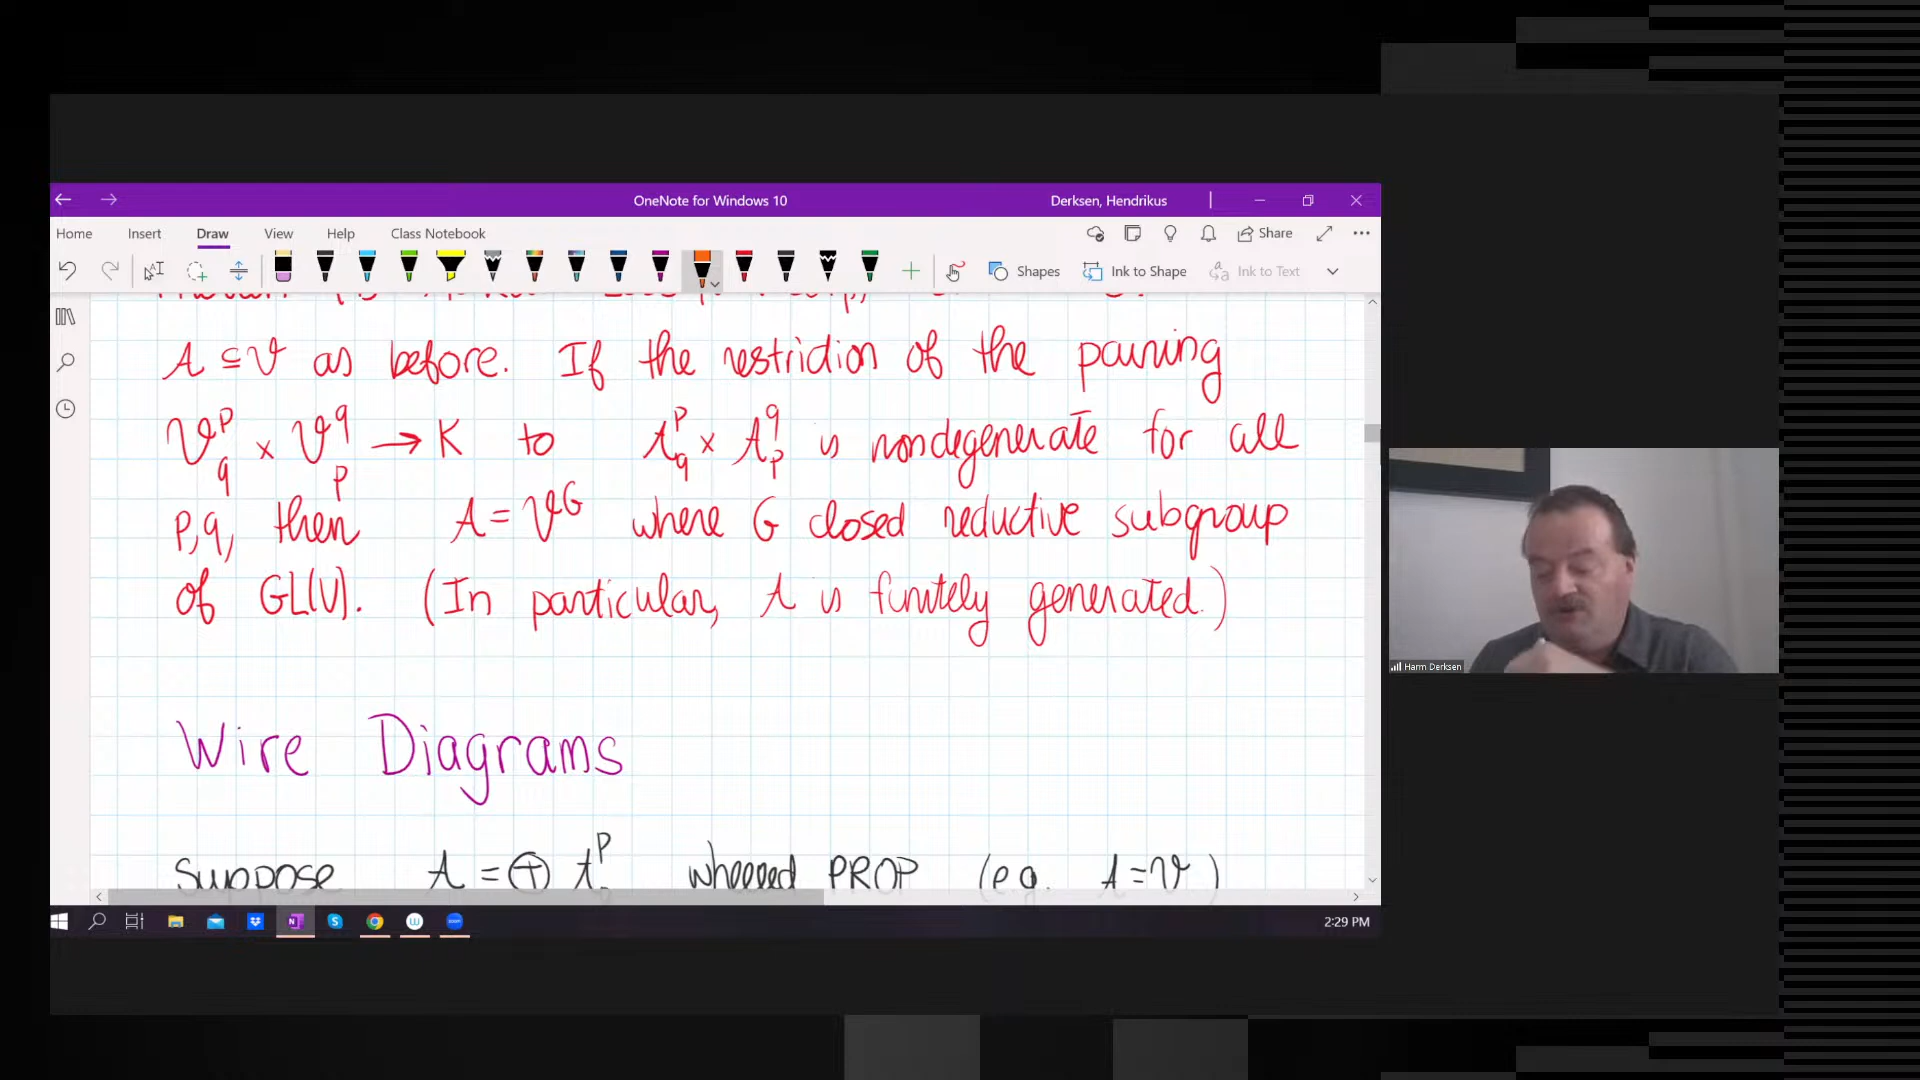 OneNote for Windows 10
Derksen, Hendrikus
Home Insert Draw View Help Class Notebook
Share
Shapes Ink to Shape Ink to Text
A ⊆ V as before. If the restriction of the pairing
V^p_q × V^q_p → K to A^p_q × A^q_p is nondegenerate for all
p,q, then A = V^G where G closed reductive subgroup
of GL(V). (In particular, A is finitely generated.)
Wire Diagrams
Suppose A = ⊕ A^p wheeled PROP (e.g. A = V)
Harm Derksen
2:29 PM